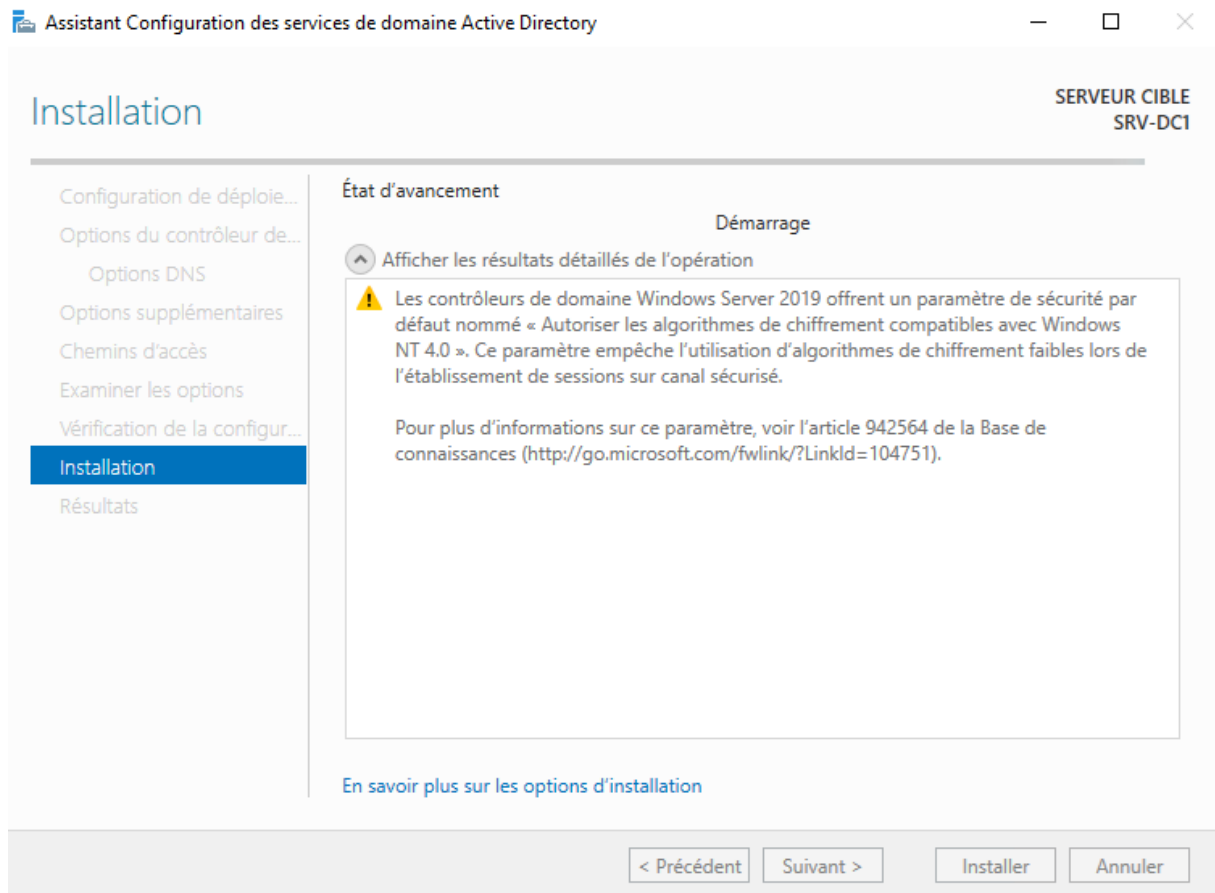 Assistant Configuration des services de domaine Active Directory
Installation
SERVEUR CIBLE
SRV-DC1
Configuration de déploie...
Options du contrôleur de...
Options DNS
Options supplémentaires
Chemins d'accès
Examiner les options
Vérification de la configur...
Installation
Résultats
État d'avancement
Démarrage
Afficher les résultats détaillés de l'opération
Les contrôleurs de domaine Windows Server 2019 offrent un paramètre de sécurité par
défaut nommé « Autoriser les algorithmes de chiffrement compatibles avec Windows
NT 4.0 ». Ce paramètre empêche l'utilisation d'algorithmes de chiffrement faibles lors de
l'établissement de sessions sur canal sécurisé.
Pour plus d'informations sur ce paramètre, voir l'article 942564 de la Base de
connaissances (http://go.microsoft.com/fwlink/?LinkId=104751).
En savoir plus sur les options d'installation
< Précédent
Suivant >
Installer
Annuler